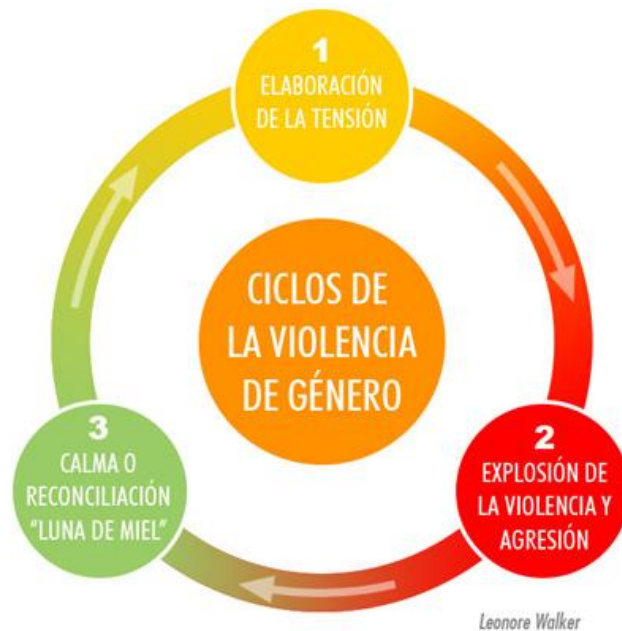 1
ELABORACIÓN
DE LA TENSIÓN
CICLOS DE
LA VIOLENCIA
DE GÉNERO
2
EXPLOSIÓN DE
LA VIOLENCIA Y
AGRESIÓN
3
CALMA O
RECONCILIACIÓN
"LUNA DE MIEL"
Leonore Walker